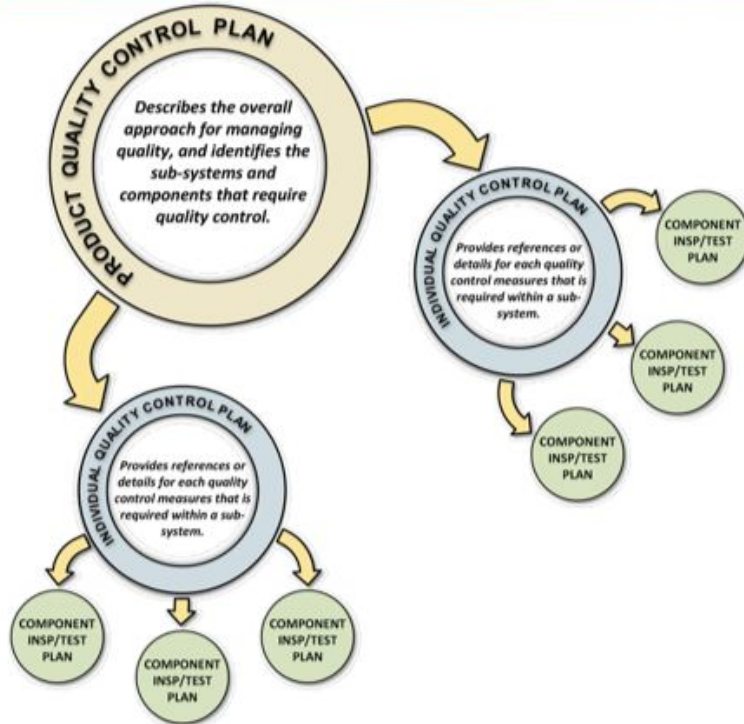 PRODUCT QUALITY CONTROL PLAN
Describes the overall
approach for managing
quality, and identifies the
sub-systems and
components that require
quality control.
INDIVIDUAL QUALITY CONTROL PLAN
Provides references or
details for each quality
control measures that is
required within a sub-
system.
COMPONENT
INSP/TEST
PLAN
COMPONENT
INSP/TEST
PLAN
COMPONENT
INSP/TEST
PLAN
INDIVIDUAL QUALITY CONTROL PLAN
Provides references or
details for each quality
control measures that is
required within a sub-
system.
COMPONENT
INSP/TEST
PLAN
COMPONENT
INSP/TEST
PLAN
COMPONENT
INSP/TEST
PLAN